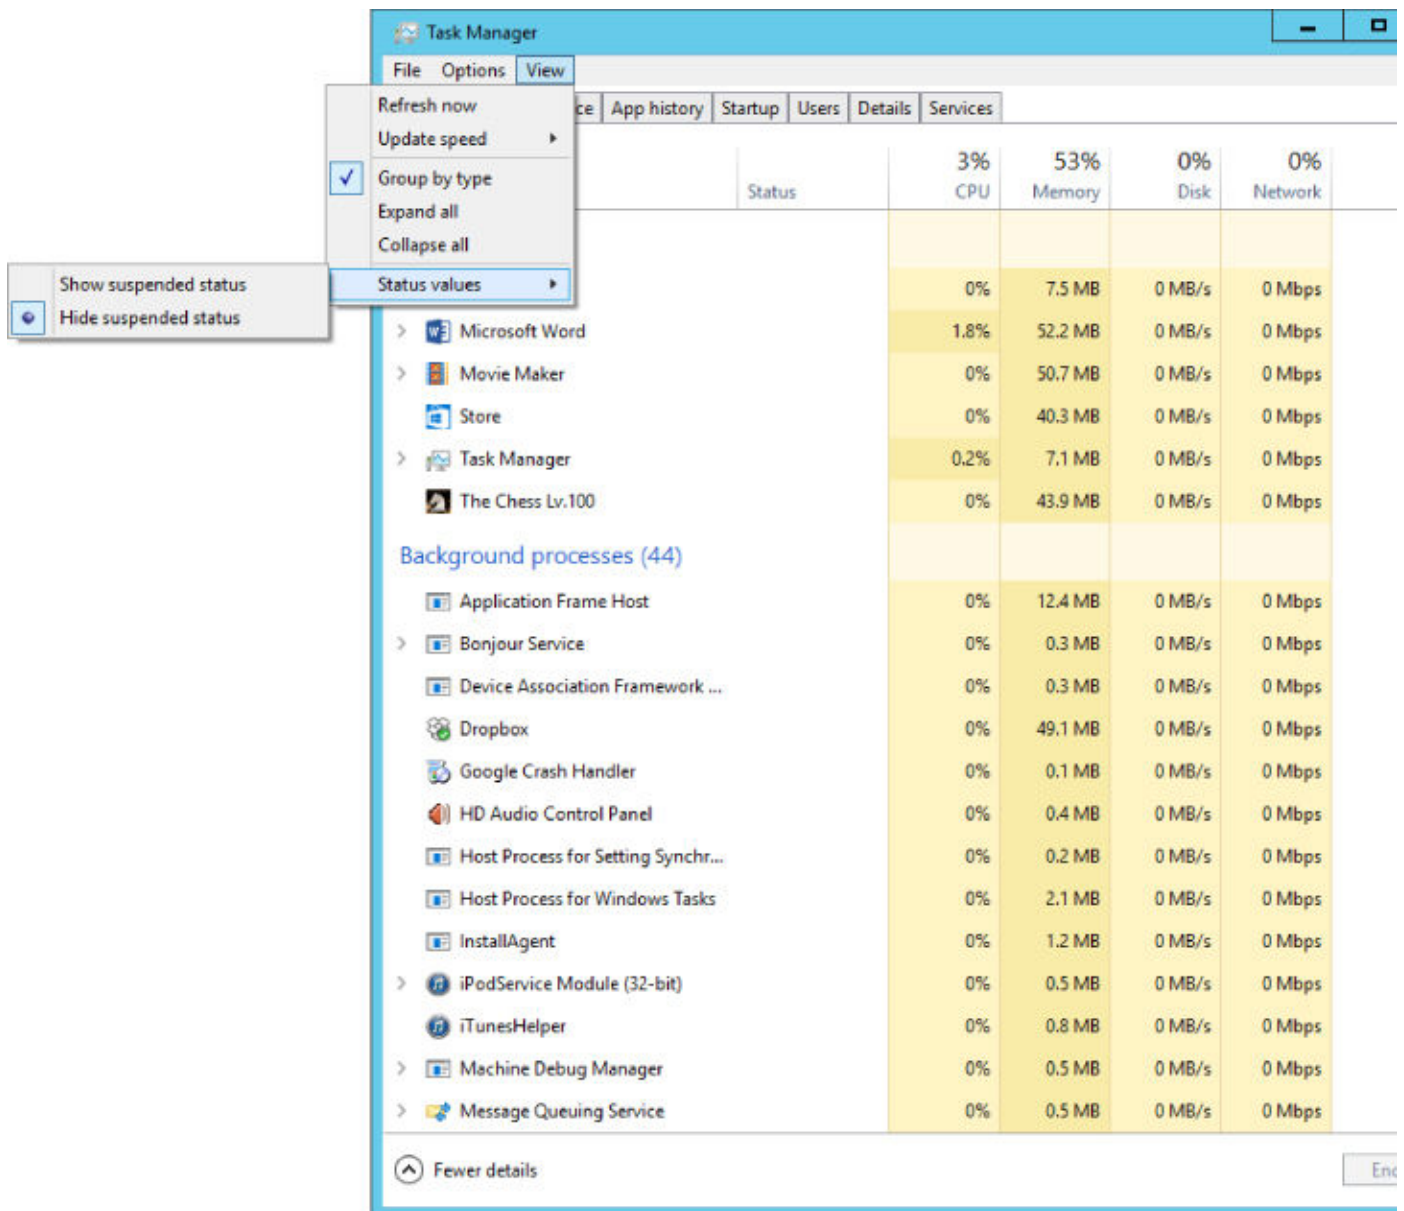 Task Manager
File Options View
Refresh now
Update speed
Group by type
Expand all
Collapse all
Status values
Show suspended status
Hide suspended status
App history Startup Users Details Services
3% 53% 0% 0%
Status CPU Memory Disk Network
0% 7.5 MB 0 MB/s 0 Mbps
Microsoft Word 1.8% 52.2 MB 0 MB/s 0 Mbps
Movie Maker 0% 50.7 MB 0 MB/s 0 Mbps
Store 0% 40.3 MB 0 MB/s 0 Mbps
Task Manager 0.2% 7.1 MB 0 MB/s 0 Mbps
The Chess Lv.100 0% 43.9 MB 0 MB/s 0 Mbps
Background processes (44)
Application Frame Host 0% 12.4 MB 0 MB/s 0 Mbps
Bonjour Service 0% 0.3 MB 0 MB/s 0 Mbps
Device Association Framework ... 0% 0.3 MB 0 MB/s 0 Mbps
Dropbox 0% 49.1 MB 0 MB/s 0 Mbps
Google Crash Handler 0% 0.1 MB 0 MB/s 0 Mbps
HD Audio Control Panel 0% 0.4 MB 0 MB/s 0 Mbps
Host Process for Setting Synchr... 0% 0.2 MB 0 MB/s 0 Mbps
Host Process for Windows Tasks 0% 2.1 MB 0 MB/s 0 Mbps
InstallAgent 0% 1.2 MB 0 MB/s 0 Mbps
iPodService Module (32-bit) 0% 0.5 MB 0 MB/s 0 Mbps
iTunesHelper 0% 0.8 MB 0 MB/s 0 Mbps
Machine Debug Manager 0% 0.5 MB 0 MB/s 0 Mbps
Message Queuing Service 0% 0.5 MB 0 MB/s 0 Mbps
Fewer details